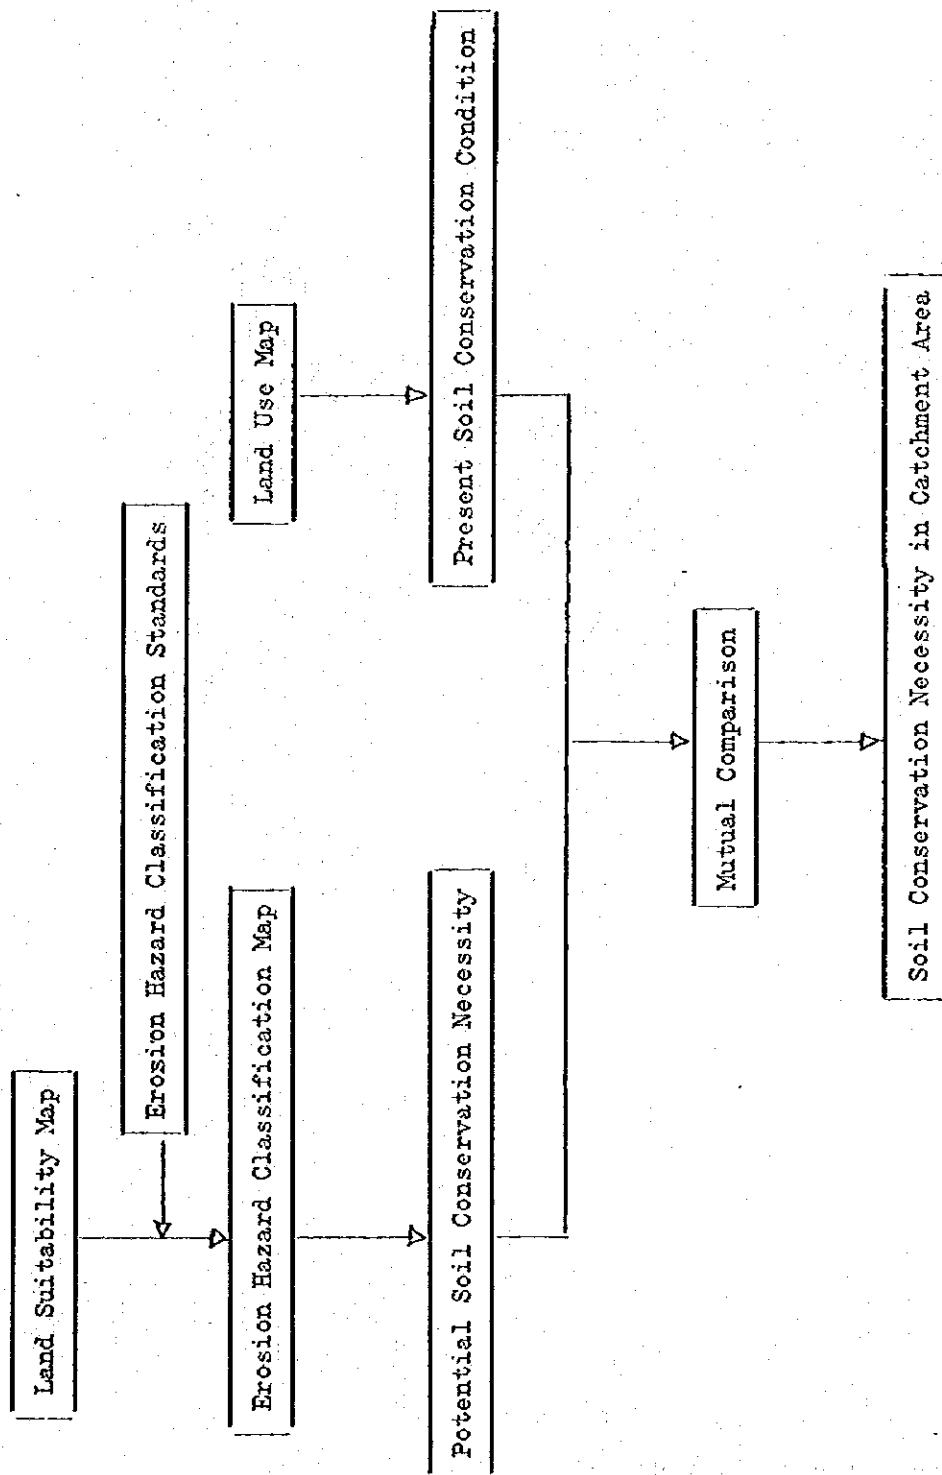 Land Suitability Map
Erosion Hazard Classification Standards
Erosion Hazard Classification Map
Land Use Map
Potential Soil Conservation Necessity
Present Soil Conservation Condition
Mutual Comparison
Soil Conservation Necessity in Catchment Area